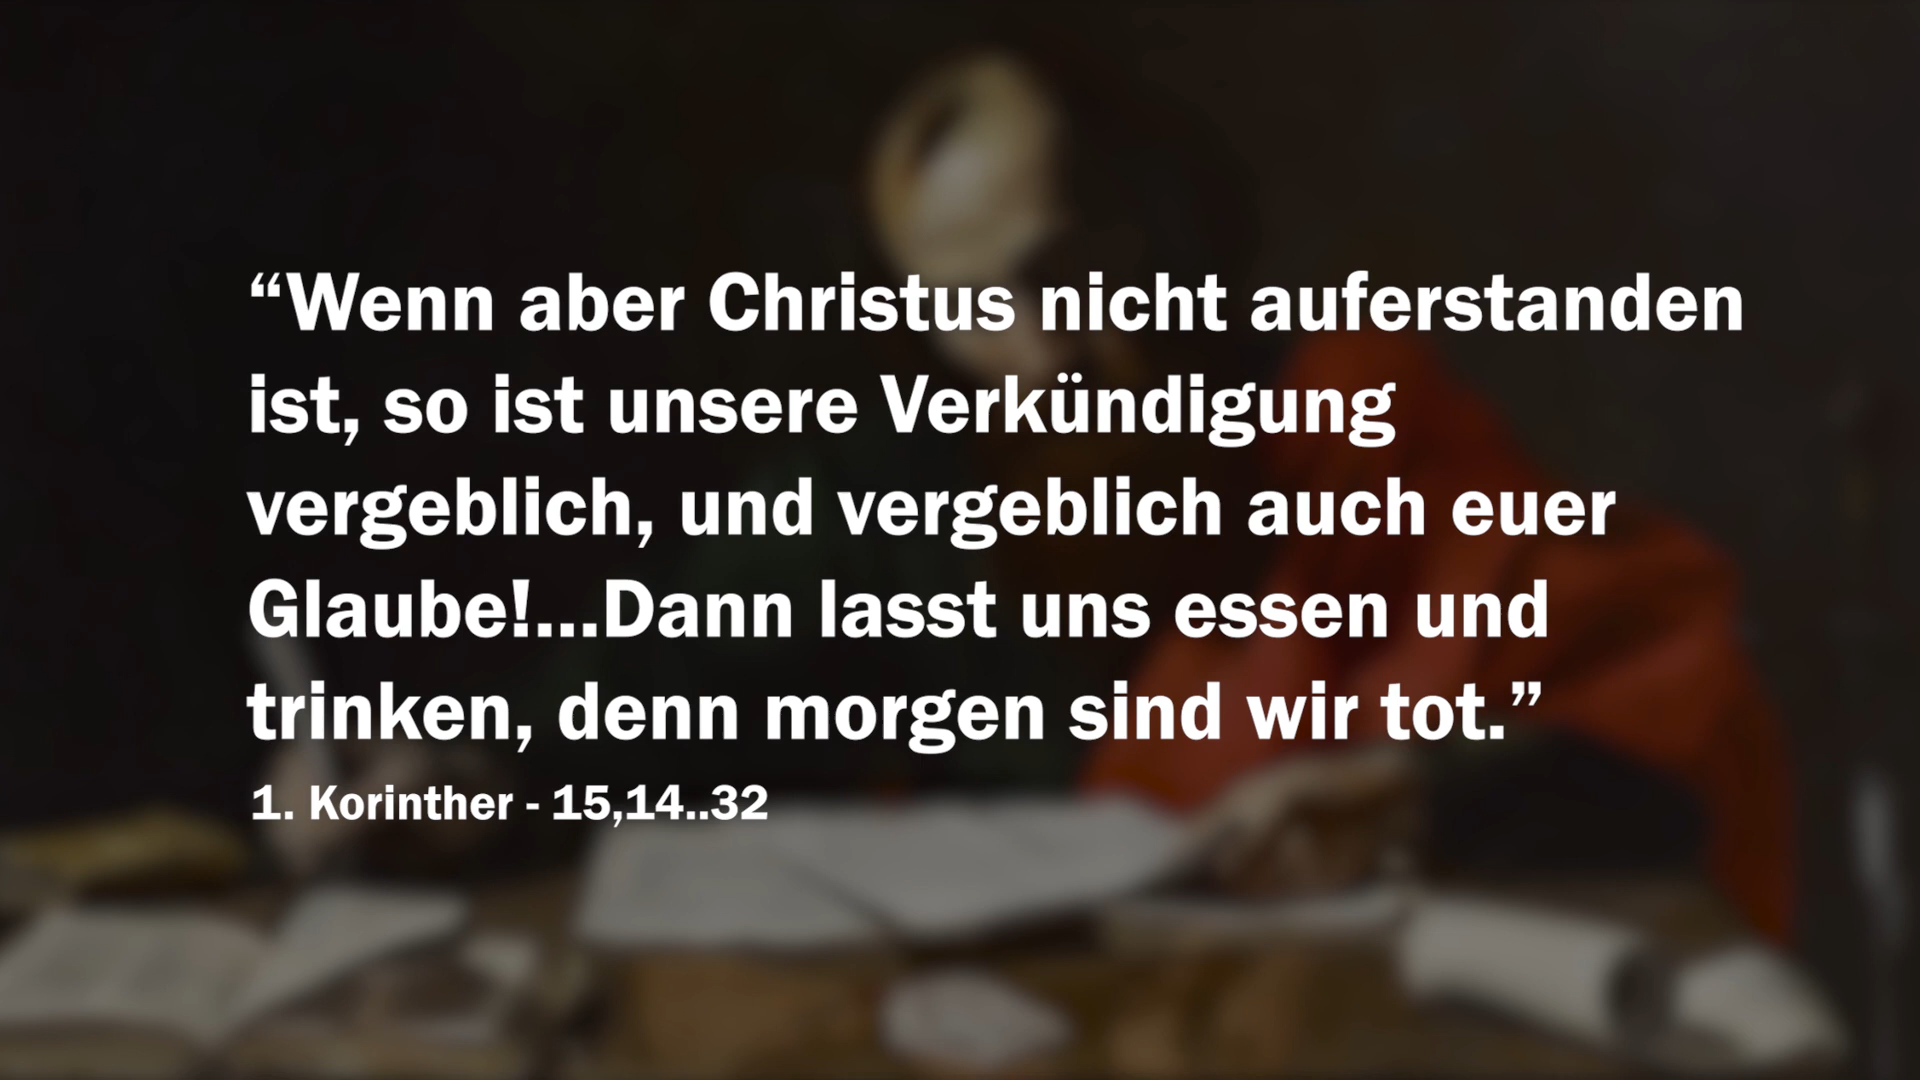 “Wenn aber Christus nicht auferstanden
ist, so ist unsere Verkündigung
vergeblich, und vergeblich auch euer
Glaube!...Dann lasst uns essen und
trinken, denn morgen sind wir tot.”
1. Korinther - 15,14..32